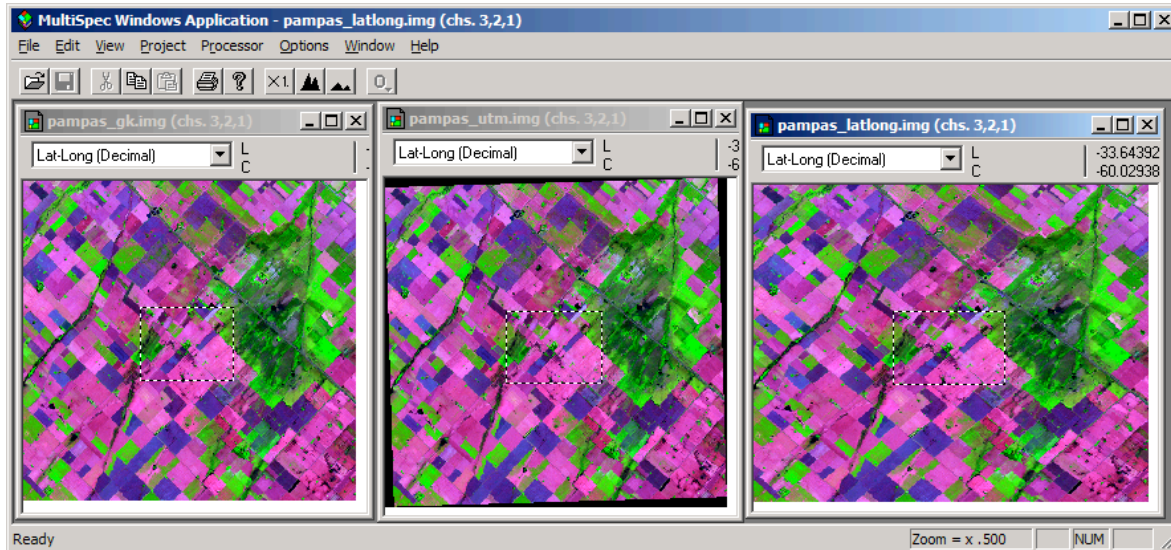 MultiSpec Windows Application - pampas_latlong.img (chs. 3,2,1)
File Edit View Project Processor Options Window Help
×1.
0
pampas_gk.img (chs. 3,2,1)
Lat-Long (Decimal)
L
C
-
-
pampas_utm.img (chs. 3,2,1)
Lat-Long (Decimal)
L
C
-3
-6
pampas_latlong.img (chs. 3,2,1)
Lat-Long (Decimal)
L
C
-33.64392
-60.02938
Ready
Zoom = x .500
NUM